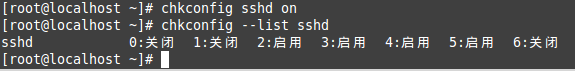 [root@localhost ~]# chkconfig sshd on
[root@localhost ~]# chkconfig --list sshd
sshd 0:关闭 1:关闭 2:启用 3:启用 4:启用 5:启用 6:关闭
[root@localhost ~]#